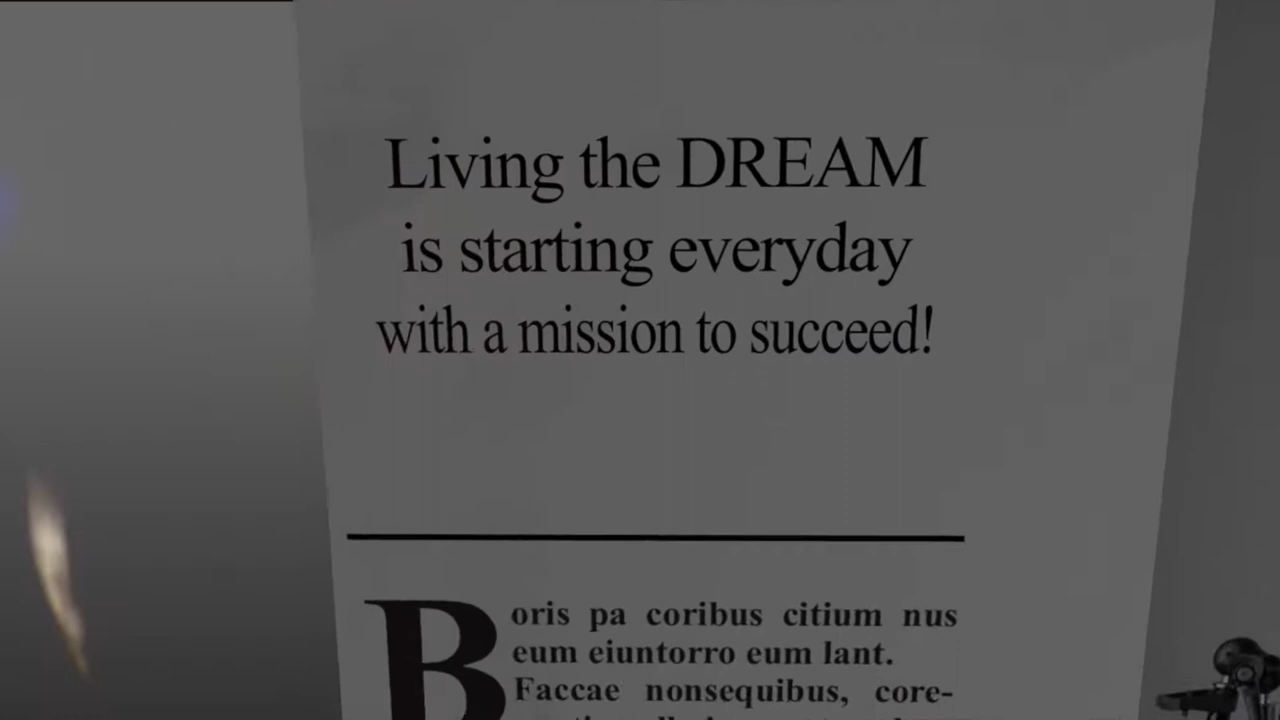 Living the DREAM
is starting everyday
with a mission to succeed!
Boris pa coribus citium nus
eum eiuntorro eum lant.
Faccae nonsequibus, core-